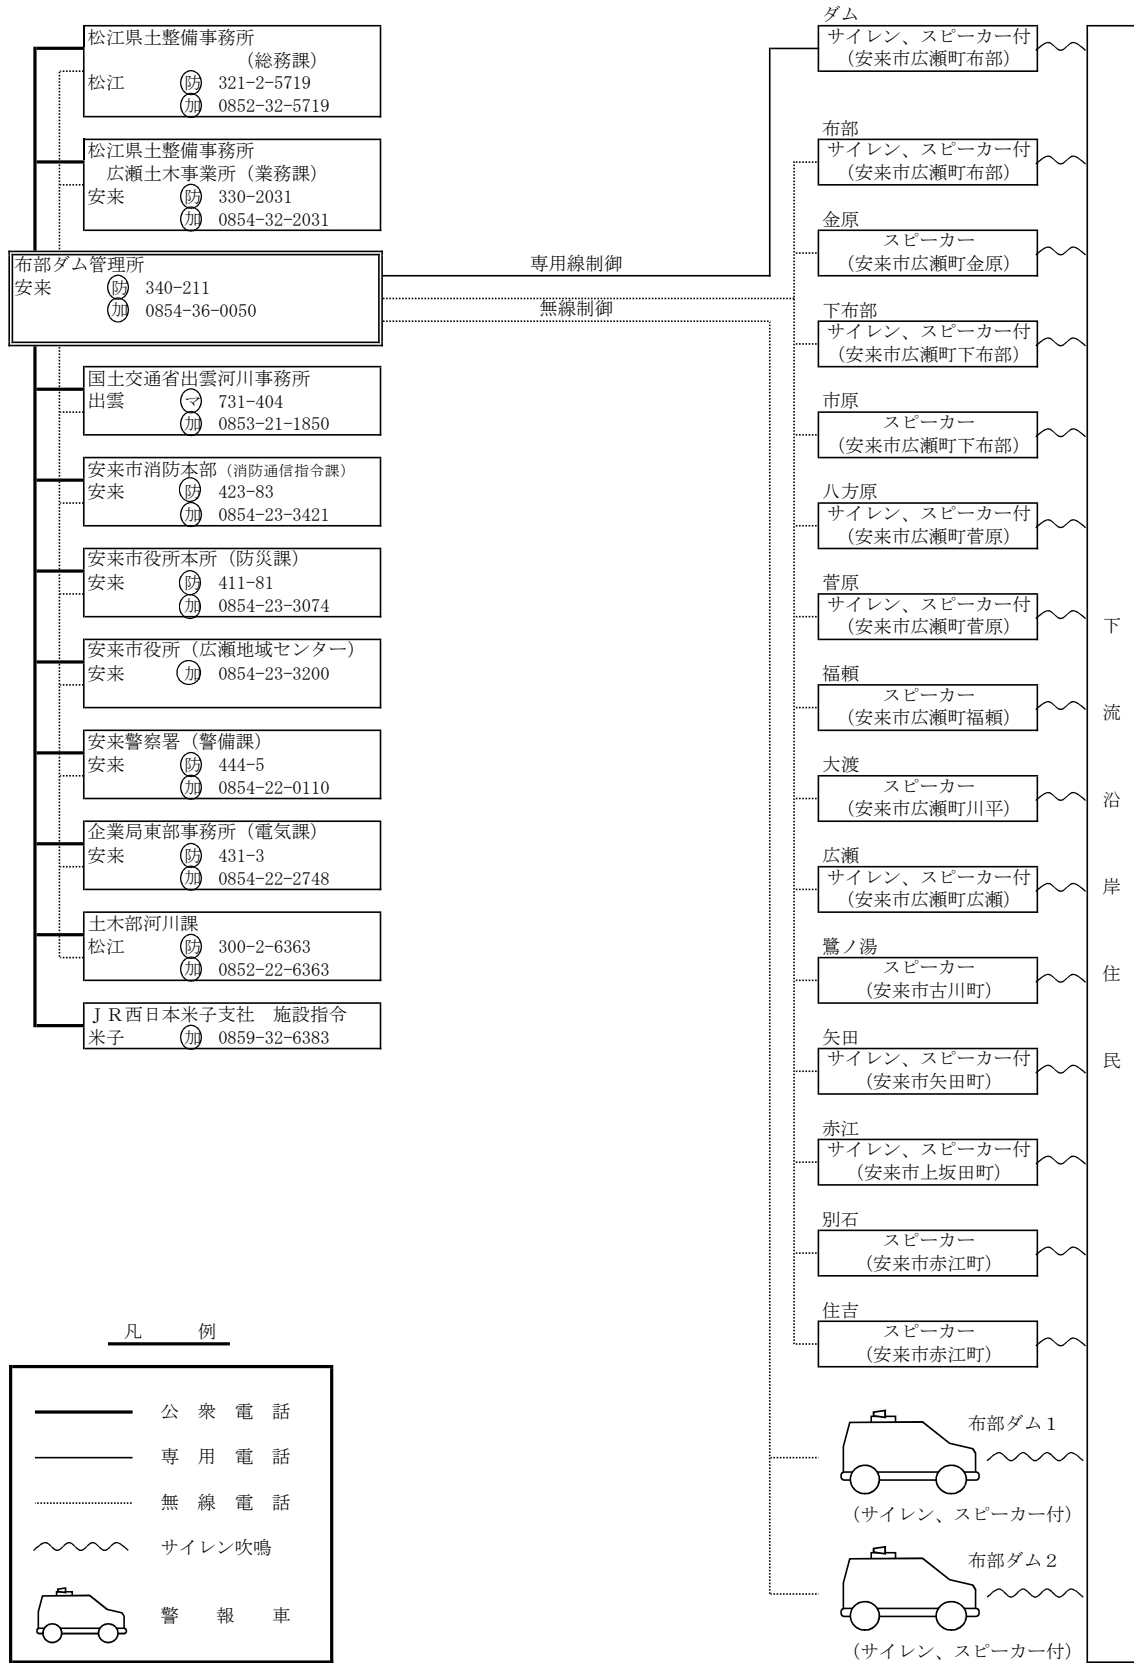 松江県土整備事務所
(総務課)
松江 防 321-2-5719
加 0852-32-5719
松江県土整備事務所
広瀬土木事業所(業務課)
安来 防 330-2031
加 0854-32-2031
布部ダム管理所
安来 防 340-211
加 0854-36-0050
国土交通省出雲河川事務所
出雲 マ 731-404
加 0853-21-1850
安来市消防本部(消防通信指令課)
安来 防 423-83
加 0854-23-3421
安来市役所本所(防災課)
安来 防 411-81
加 0854-23-3074
安来市役所(広瀬地域センター)
安来 加 0854-23-3200
安来警察署(警備課)
安来 防 444-5
加 0854-22-0110
企業局東部事務所(電気課)
安来 防 431-3
加 0854-22-2748
土木部河川課
松江 防 300-2-6363
加 0852-22-6363
JR西日本米子支社 施設指令
米子 加 0859-32-6383
専用線制御
無線制御
ダム
サイレン、スピーカー付
(安来市広瀬町布部)
布部
サイレン、スピーカー付
(安来市広瀬町布部)
金原
スピーカー
(安来市広瀬町金原)
下布部
サイレン、スピーカー付
(安来市広瀬町下布部)
市原
スピーカー
(安来市広瀬町下布部)
八方原
サイレン、スピーカー付
(安来市広瀬町菅原)
菅原
サイレン、スピーカー付
(安来市広瀬町菅原)
福頼
スピーカー
(安来市広瀬町福頼)
大渡
スピーカー
(安来市広瀬町川平)
広瀬
サイレン、スピーカー付
(安来市広瀬町広瀬)
鷺ノ湯
スピーカー
(安来市古川町)
矢田
サイレン、スピーカー付
(安来市矢田町)
赤江
サイレン、スピーカー付
(安来市上坂田町)
別石
スピーカー
(安来市赤江町)
住吉
スピーカー
(安来市赤江町)
布部ダム1
(サイレン、スピーカー付)
布部ダム2
(サイレン、スピーカー付)
下流沿岸住民
凡 例
公衆電話
専用電話
無線電話
サイレン吹鳴
警報車